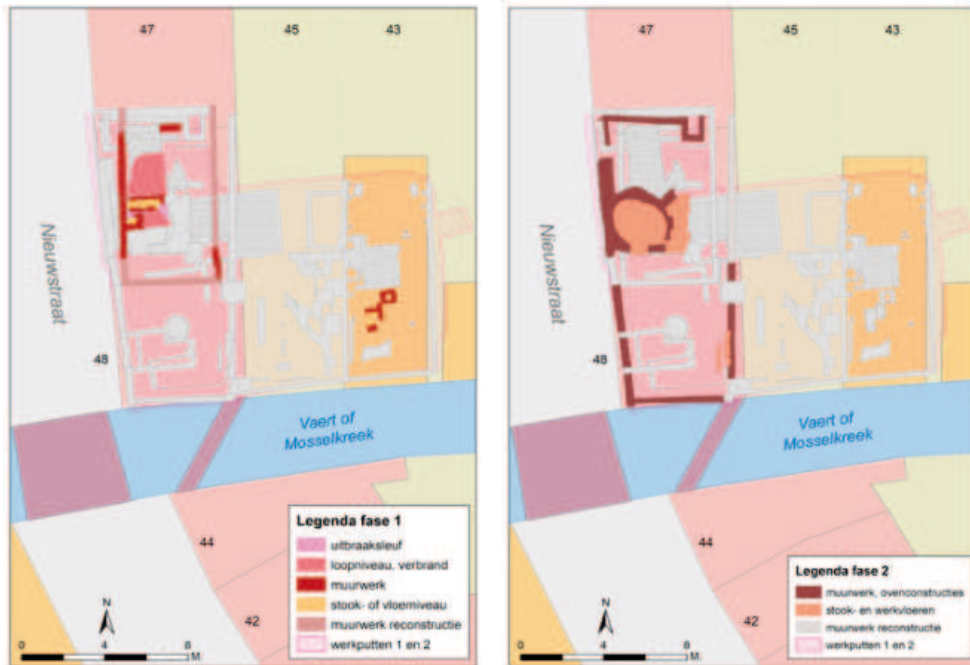 47
45
43
Nieuwstraat
48
Vaert of
Mosselkreek
44
42
N
0
4
8
M
Legenda fase 1
uitbraaksleuf
loopniveau, verbrand
muurwerk
stook- of vloerniveau
muurwerk reconstructie
werkputten 1 en 2
47
45
43
Nieuwstraat
48
Vaert of
Mosselkreek
44
42
N
0
4
8
M
Legenda fase 2
muurwerk, ovenconstructies
stook- en werkvloeren
muurwerk reconstructie
werkputten 1 en 2